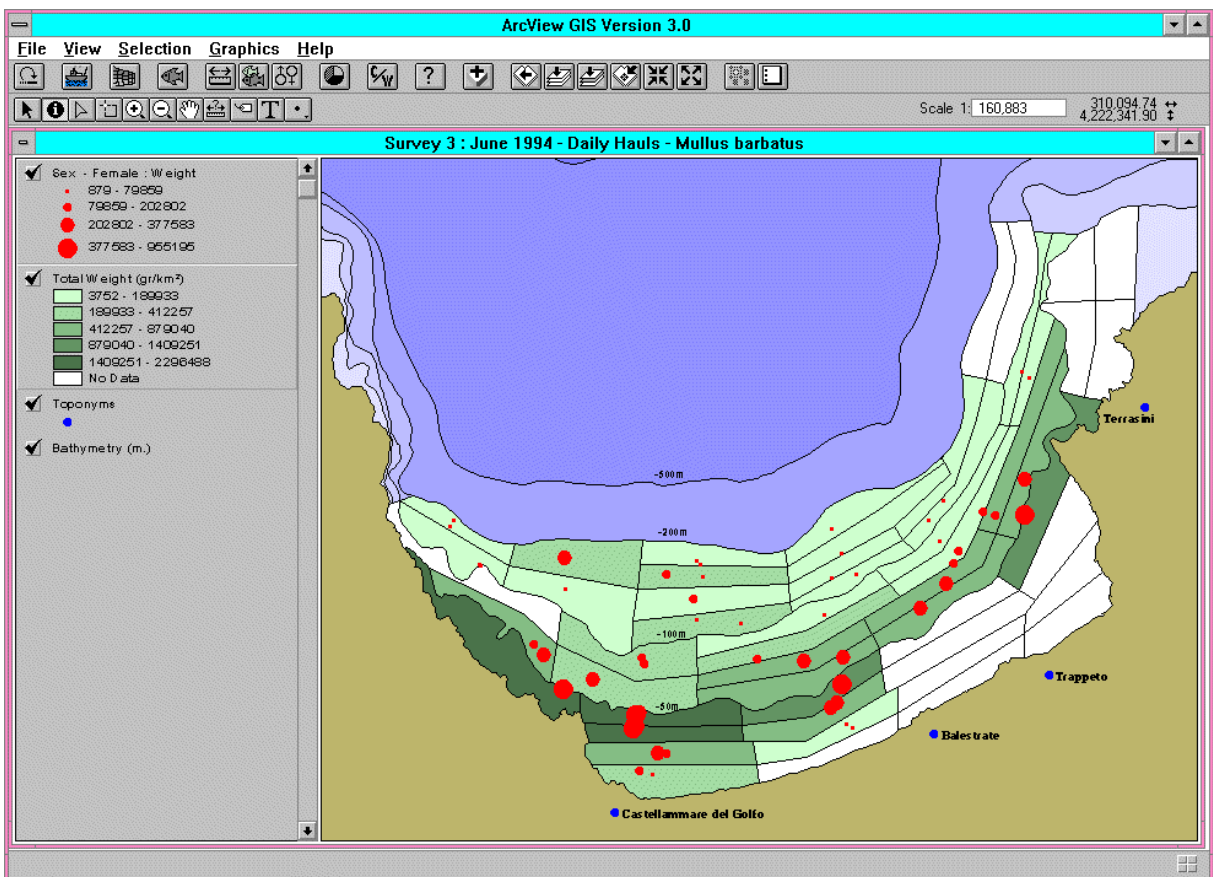 ArcView GIS Version 3.0
File View Selection Graphics Help
C/W ?
T
Scale 1: 160,883
310,094.74
4,222,341.90
Survey 3 : June 1994 - Daily Hauls - Mullus barbatus
Sex - Female : Weight
879 - 79859
79859 - 202802
202802 - 377583
377583 - 955195
Total Weight (gr/km²)
3752 - 189933
189933 - 412257
412257 - 879040
879040 - 1409251
1409251 - 2296488
No Data
Toponyms
Bathymetry (m.)
-500m
-200m
-100m
-50m
Terrasini
Trappeto
Balestrate
Castellammare del Golfo